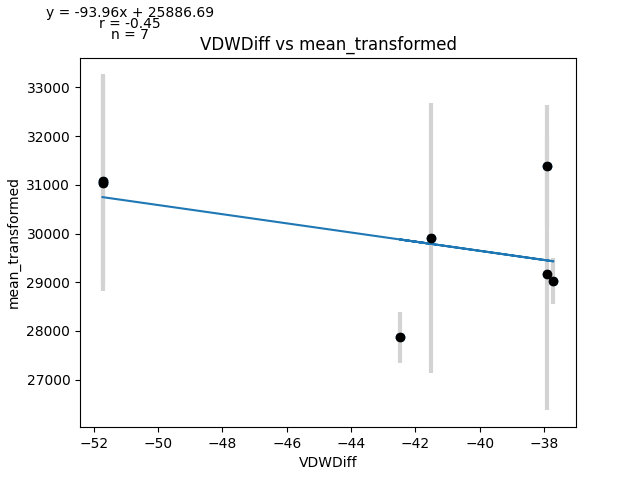 y = -93.96x + 25886.69
r = -0.45
n = 7
VDWDiff vs mean_transformed
mean_transformed
33000
32000
31000
30000
29000
28000
27000
−52
−50
−48
−46
−44
−42
−40
−38
VDWDiff